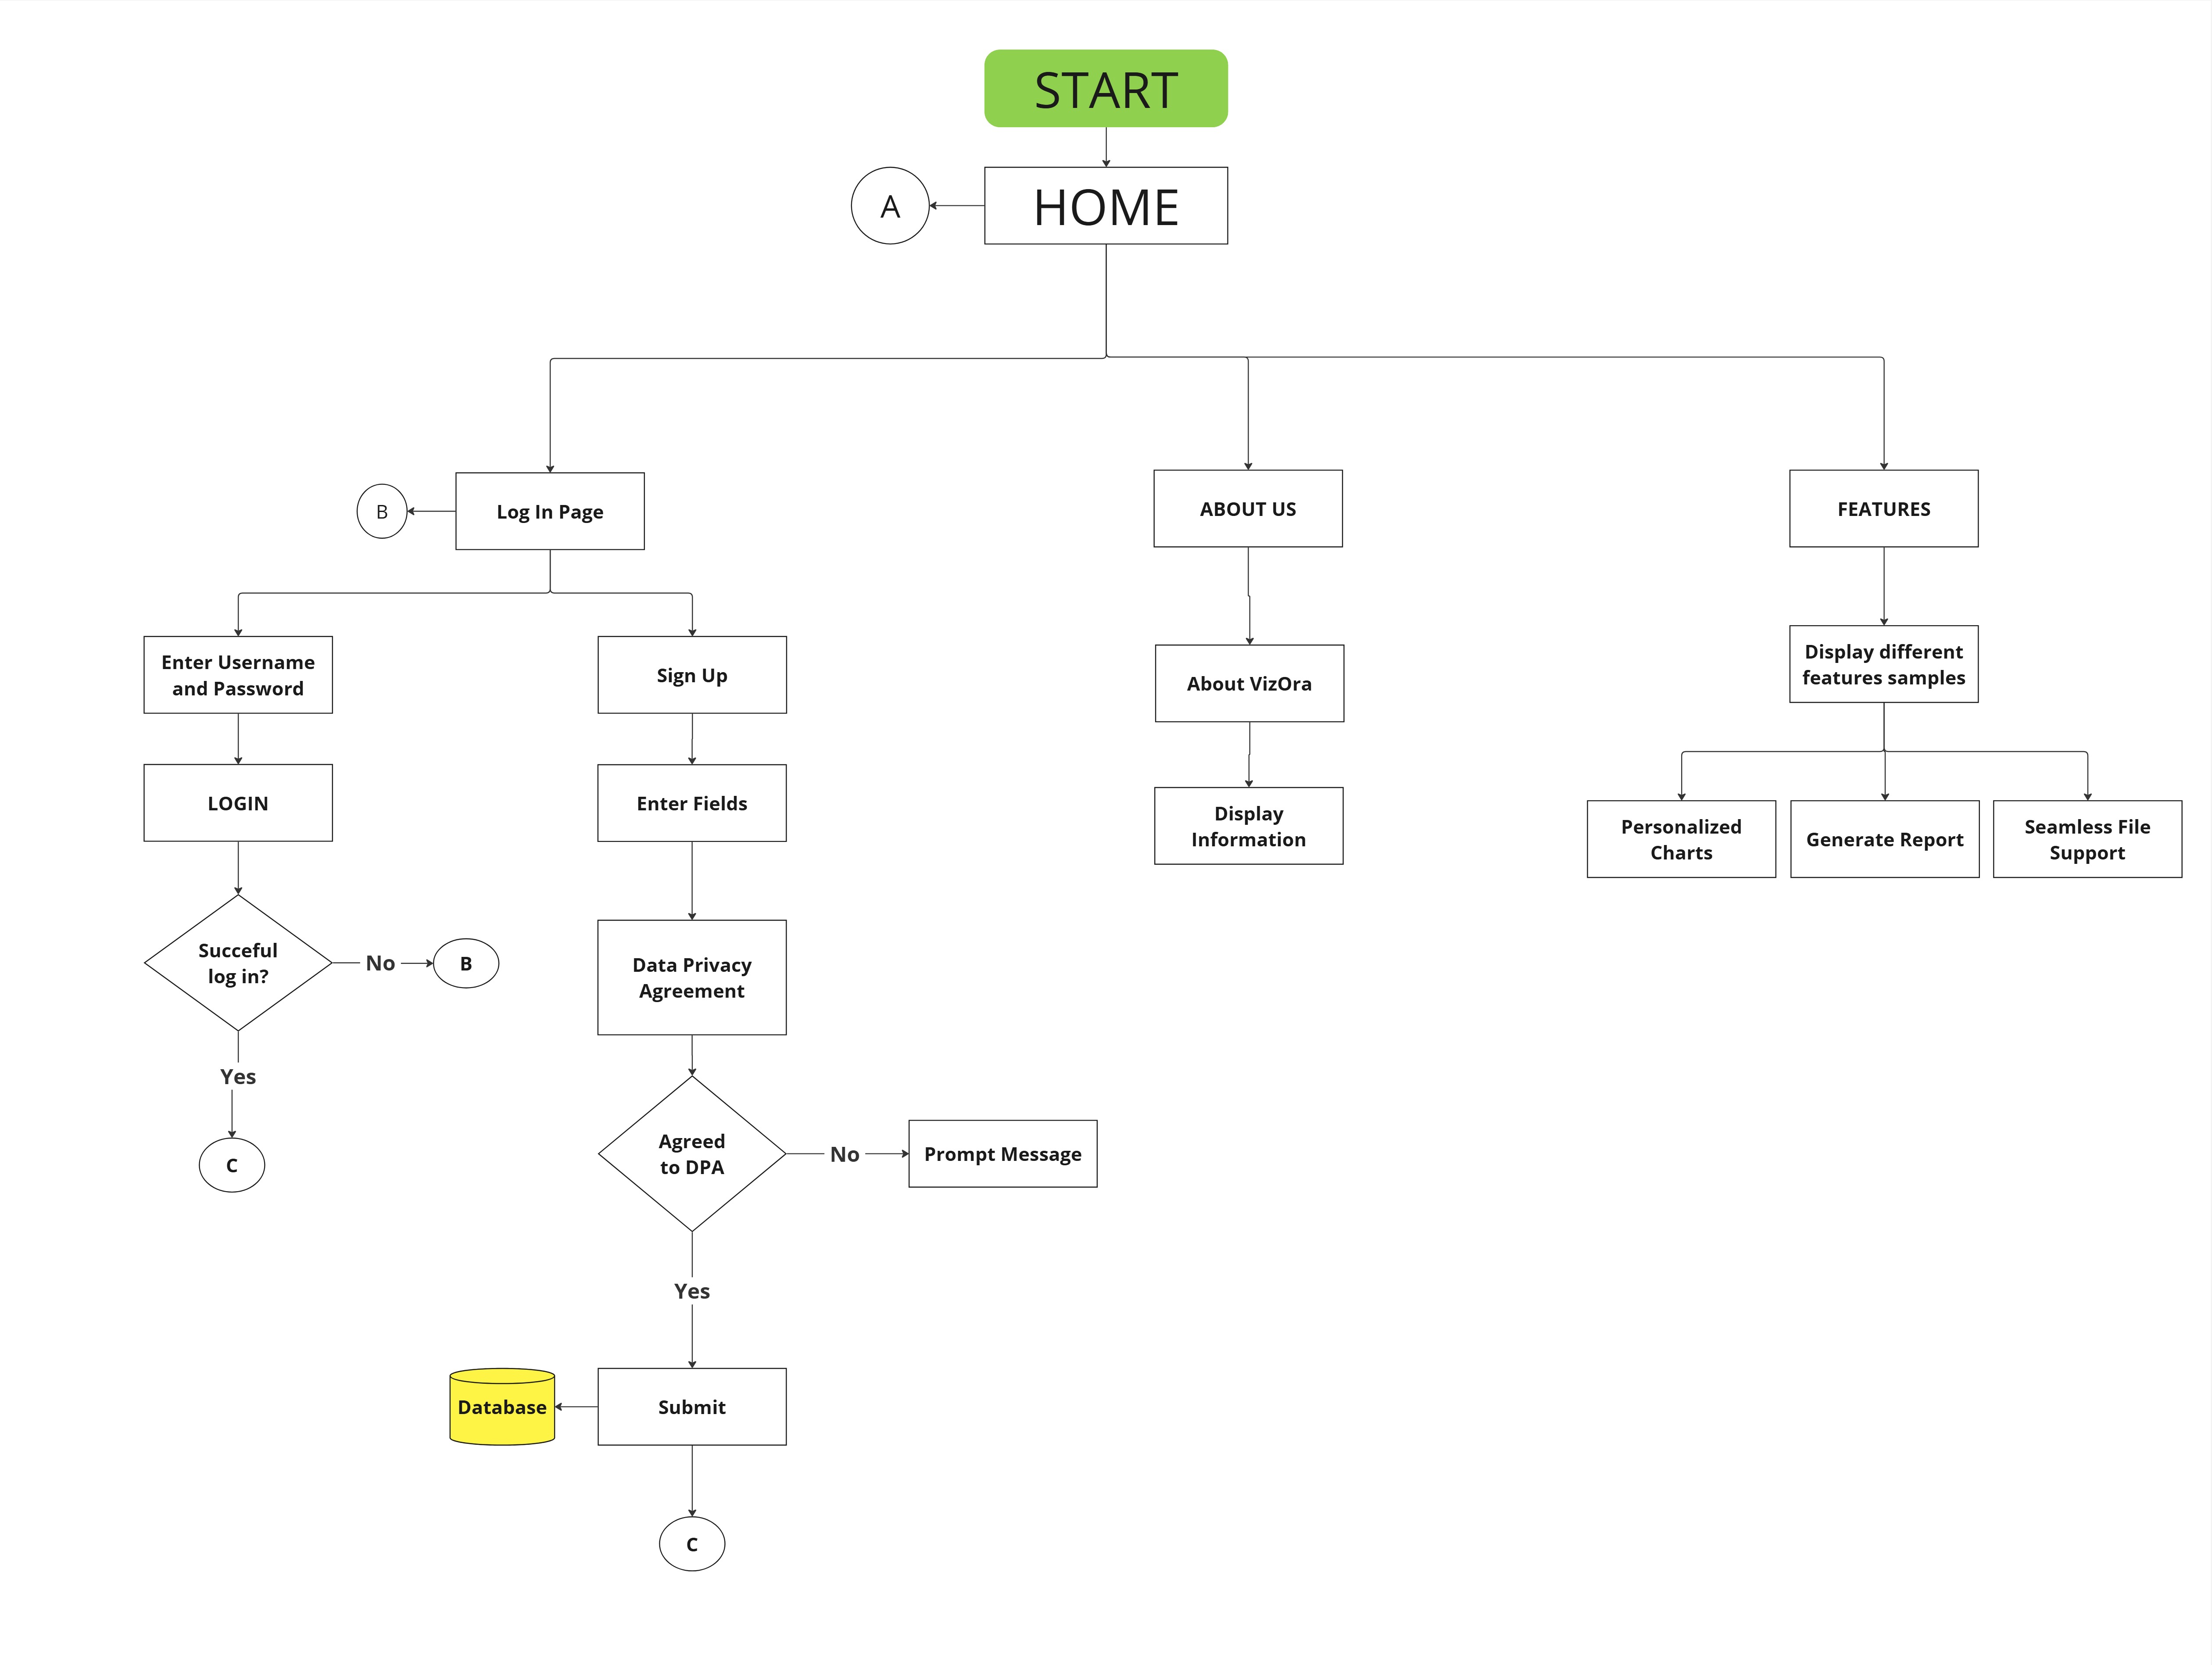 START
A
HOME
B
Log In Page
ABOUT US
FEATURES
Enter Username
and Password
Sign Up
About VizOra
Display different
features samples
LOGIN
Enter Fields
Display
Information
Personalized
Charts
Generate Report
Seamless File
Support
Succeful
log in?
No
B
Data Privacy
Agreement
Yes
C
Agreed
to DPA
No
Prompt Message
Yes
Database
Submit
C